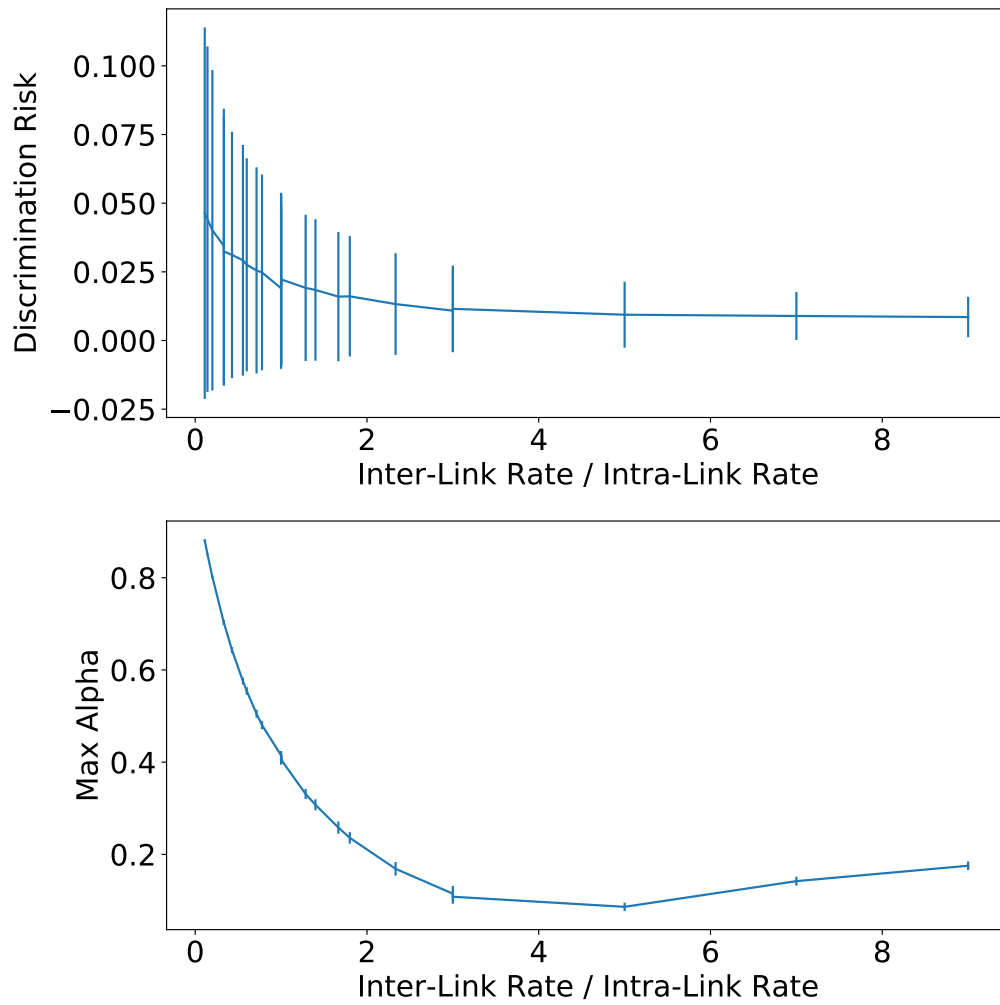 Discrimination Risk
0.100
0.075
0.050
0.025
0.000
−0.025
0 2 4 6 8
Inter-Link Rate / Intra-Link Rate
Max Alpha
0.8
0.6
0.4
0.2
0 2 4 6 8
Inter-Link Rate / Intra-Link Rate